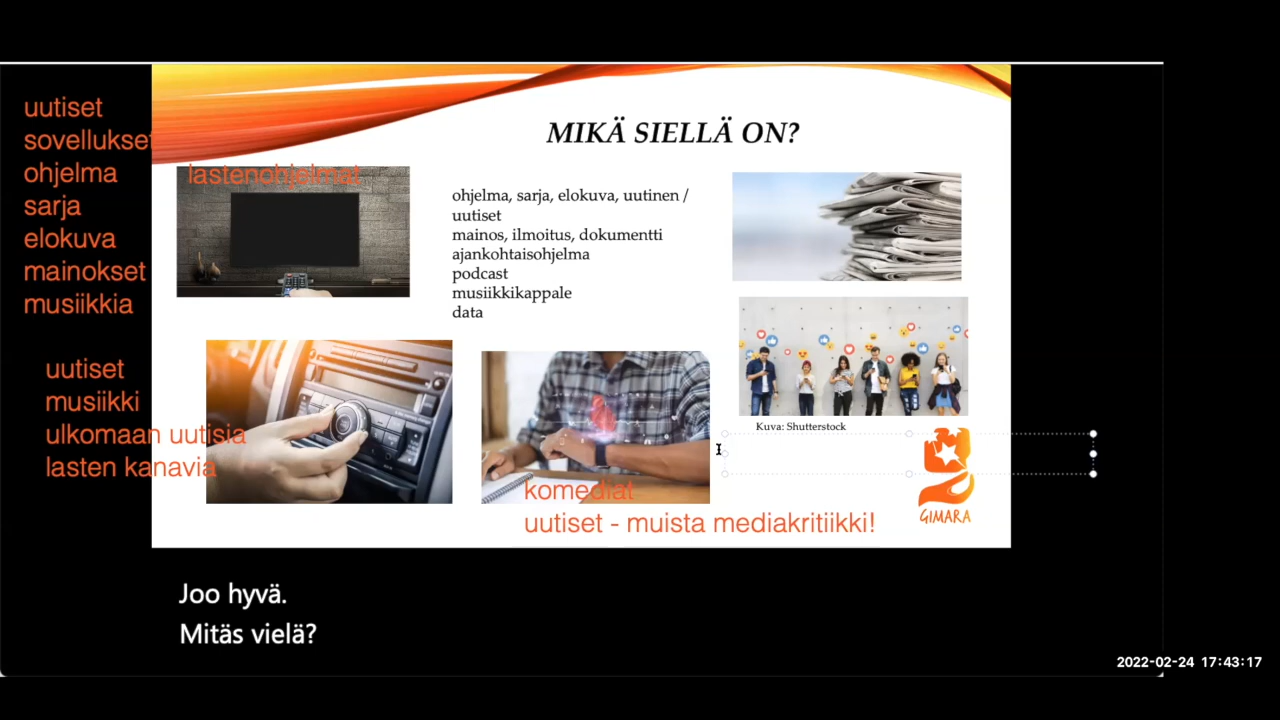 uutiset
sovellukset
ohjelma
sarja
elokuva
mainokset
musiikkia
uutiset
musiikki
ulkomaan uutisia
lasten kanavia
MIKÄ SIELLÄ ON?
lastenohjelmat
ohjelma, sarja, elokuva, uutinen /
uutiset
mainos, ilmoitus, dokumentti
ajankohtaisohjelma
podcast
musiikkikappale
data
Kuva: Shutterstock
GIMARA
komediat
uutiset - muista mediakritiikki!
Joo hyvä.
Mitäs vielä?
2022-02-24 17:43:17